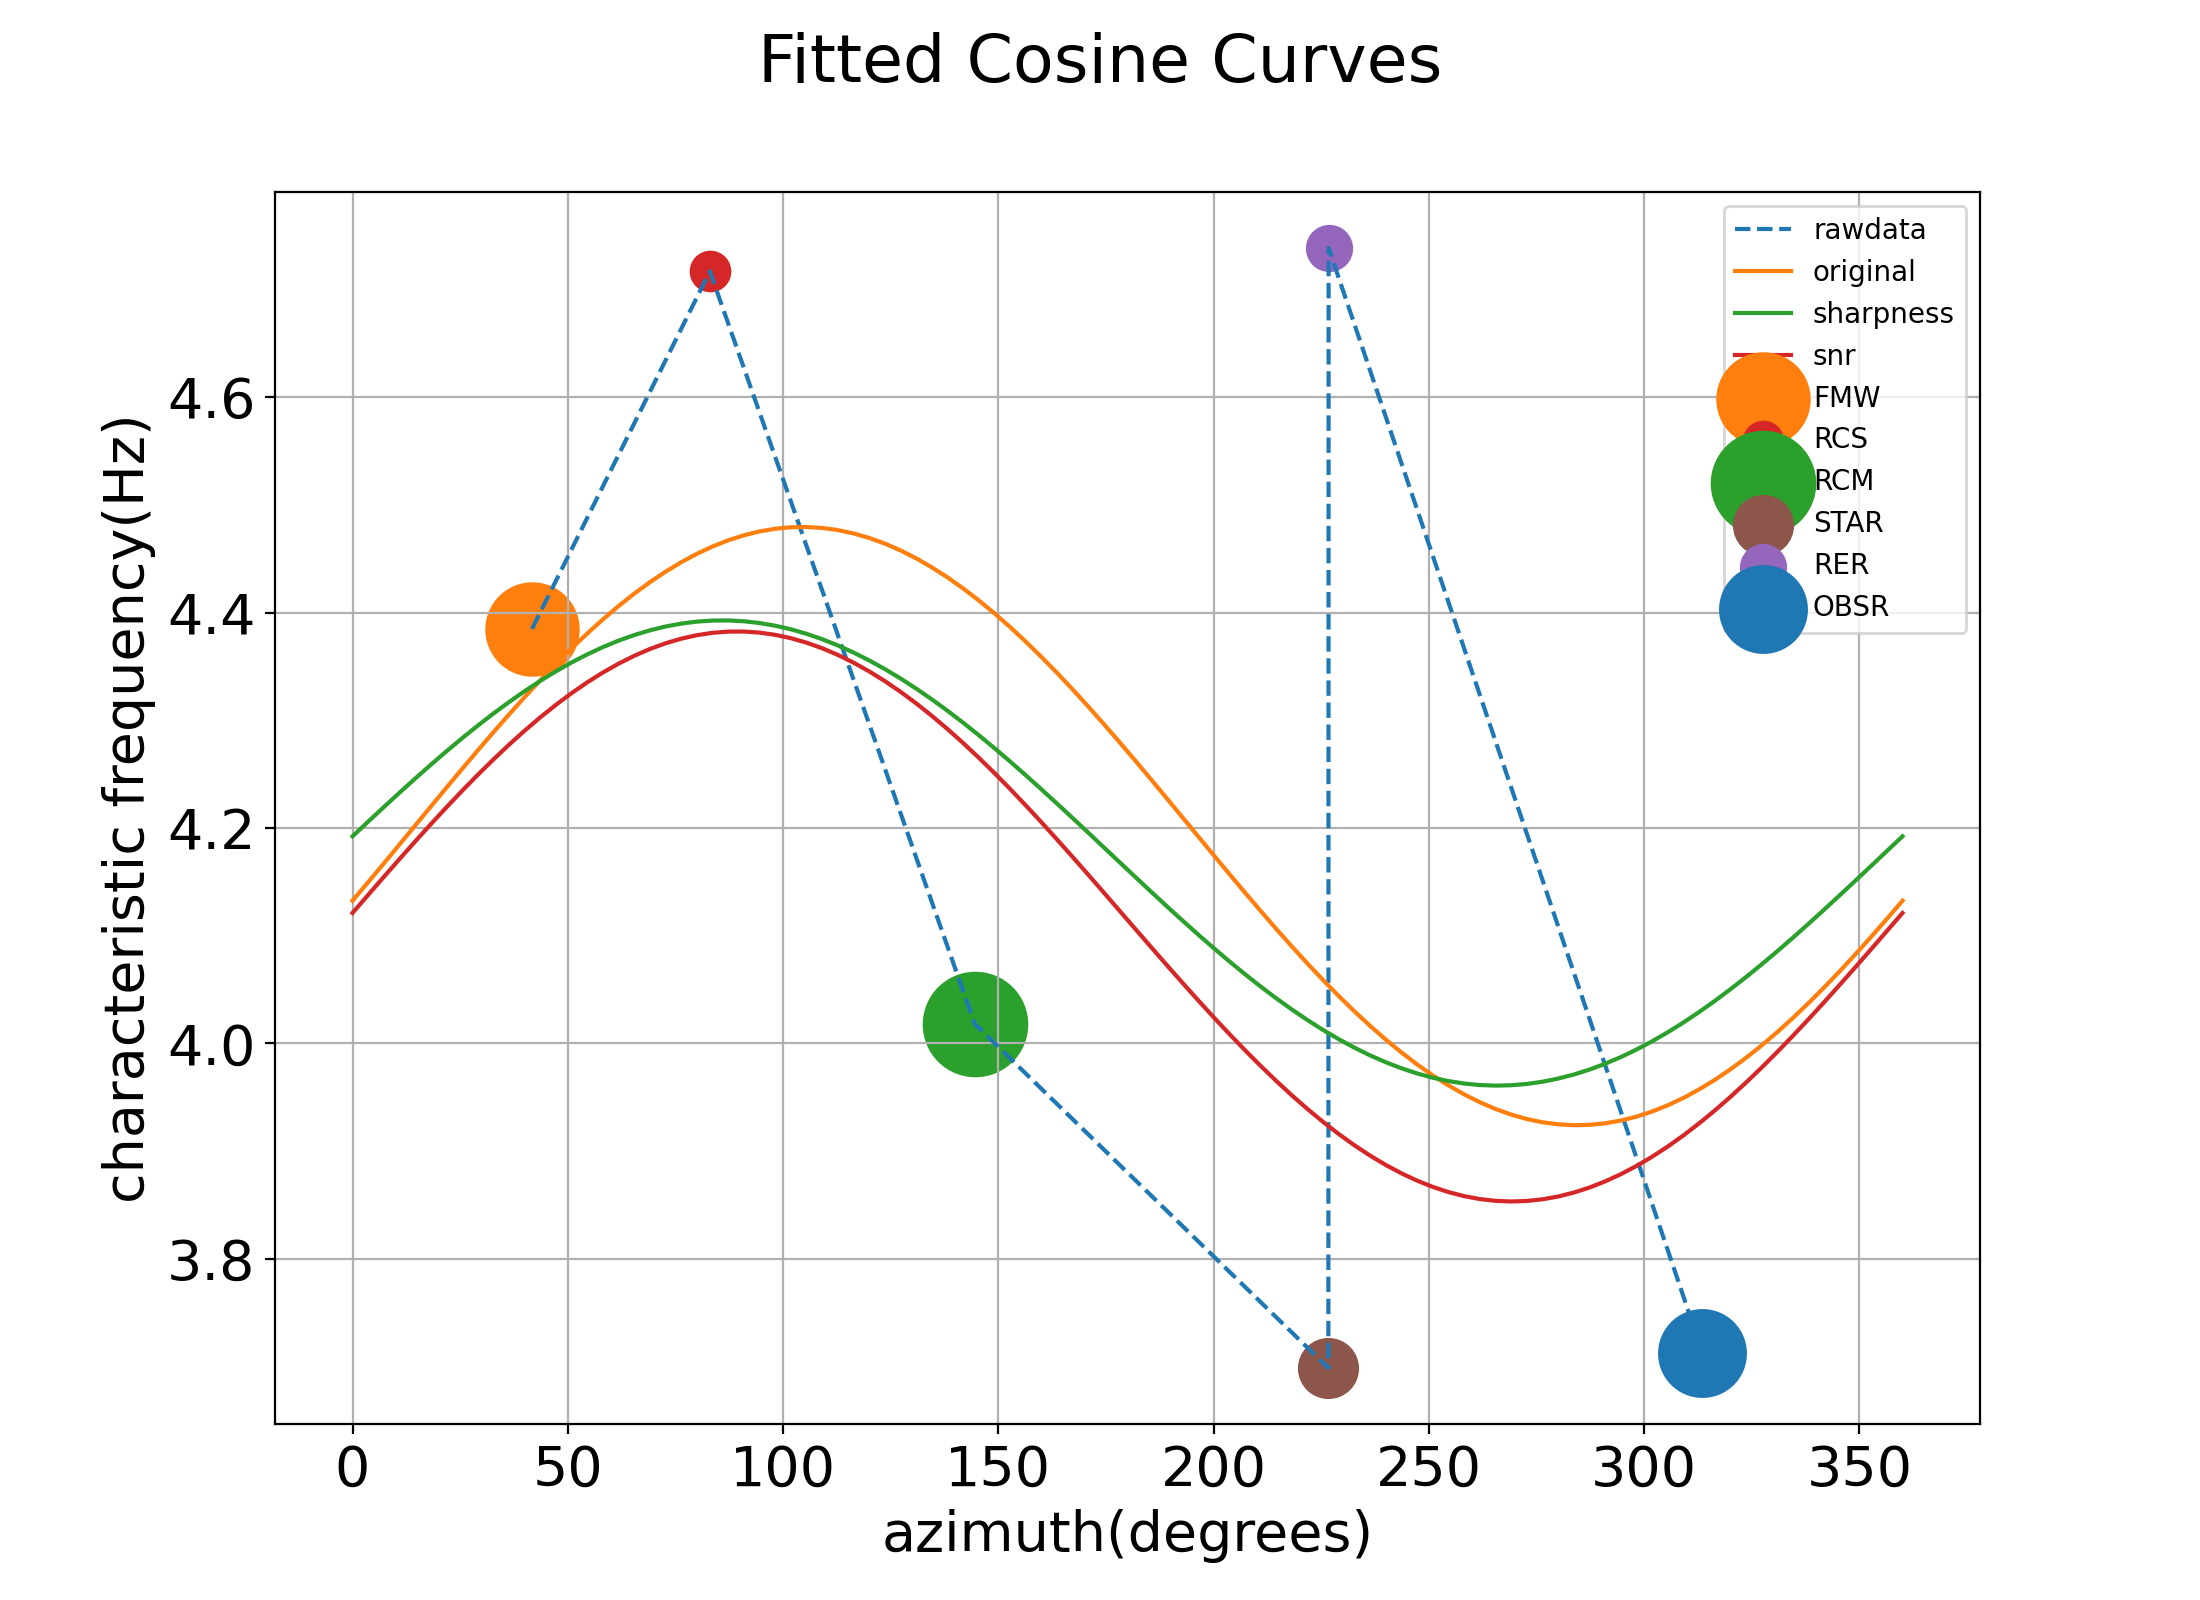 Fitted Cosine Curves
rawdata
original
sharpness
snr
FMW
RCS
RCM
STAR
RER
OBSR
characteristic frequency(Hz)
4.6
4.4
4.2
4.0
3.8
0 50 100 150 200 250 300 350
azimuth(degrees)